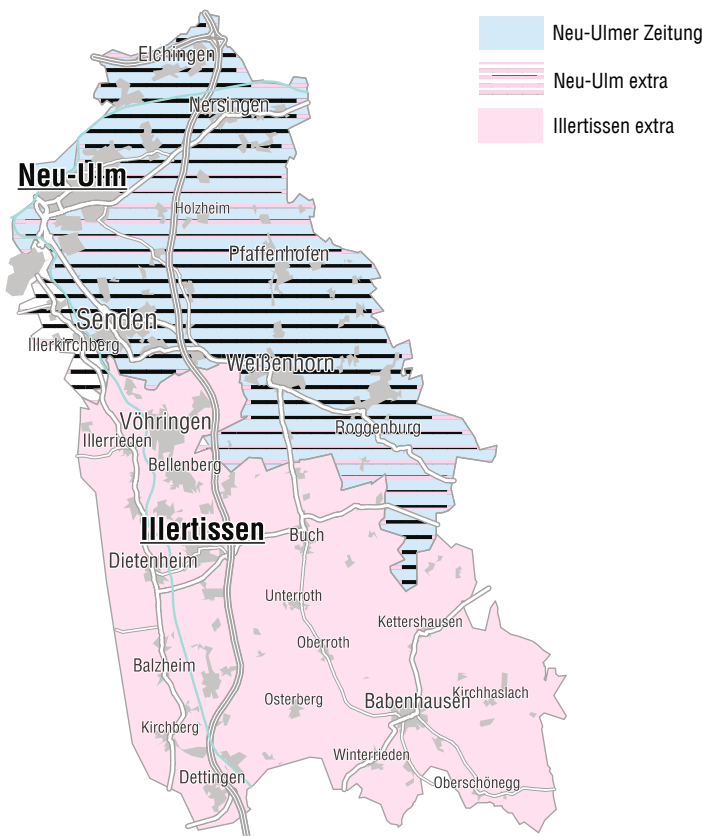 Neu-Ulmer Zeitung
Neu-Ulm extra
Illertissen extra
Elchingen
Nersingen
Neu-Ulm
Holzheim
Pfaffenhofen
Senden
Illerkirchberg
Weißenhorn
Vöhringen
Roggenburg
Illerrieden
Bellenberg
Illertissen
Buch
Dietenheim
Unterroth
Kettershausen
Oberroth
Balzheim
Kirchhaslach
Osterberg
Babenhausen
Kirchberg
Winterrieden
Dettingen
Oberschönegg